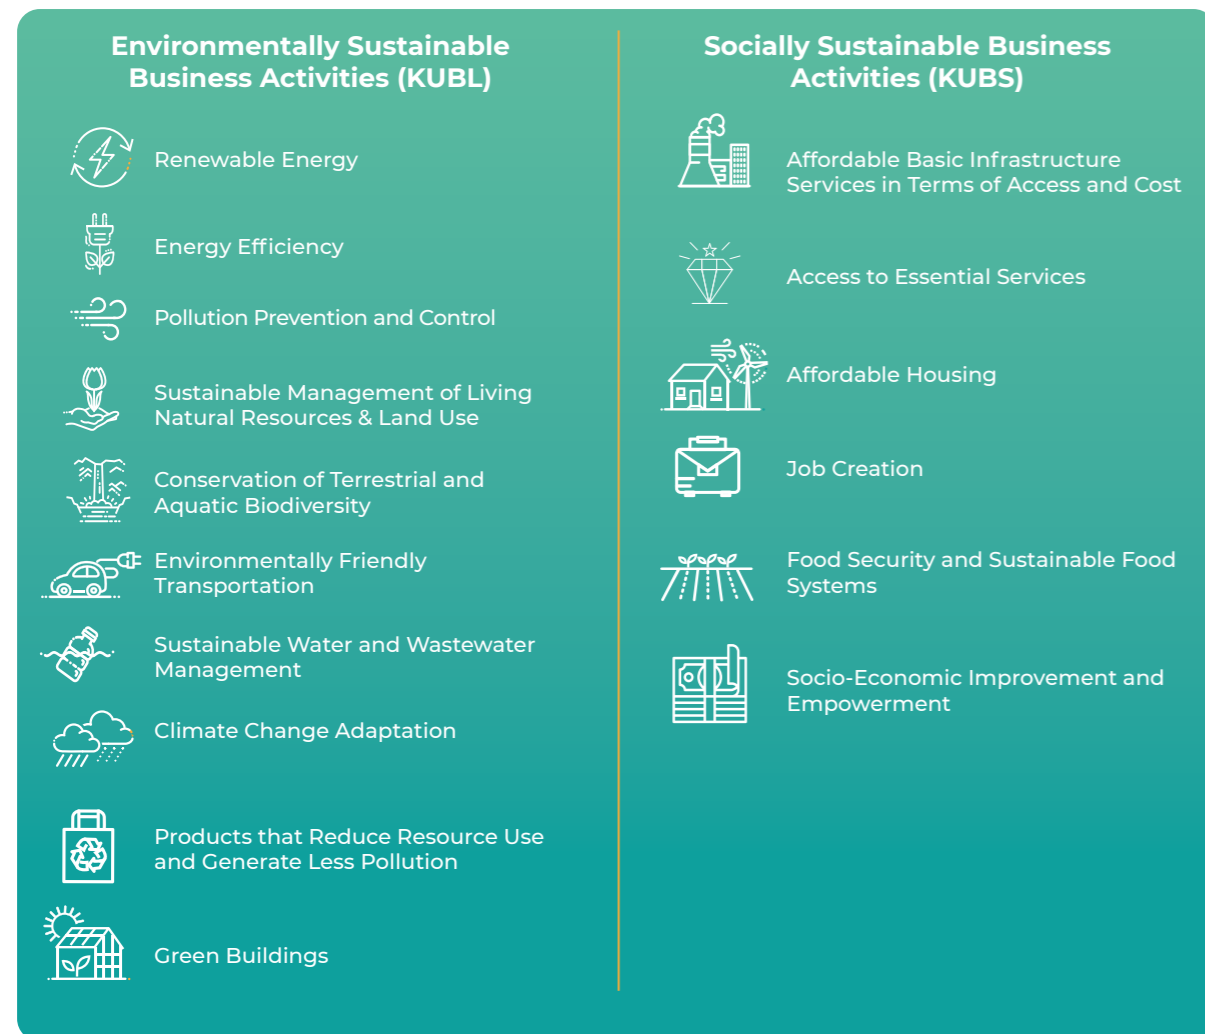 Environmentally Sustainable
Business Activities (KUBL)
Renewable Energy
Energy Efficiency
Pollution Prevention and Control
Sustainable Management of Living
Natural Resources & Land Use
Conservation of Terrestrial and
Aquatic Biodiversity
Environmentally Friendly
Transportation
Sustainable Water and Wastewater
Management
Climate Change Adaptation
Products that Reduce Resource Use
and Generate Less Pollution
Green Buildings
Socially Sustainable Business
Activities (KUBS)
Affordable Basic Infrastructure
Services in Terms of Access and Cost
Access to Essential Services
Affordable Housing
Job Creation
Food Security and Sustainable Food
Systems
Socio-Economic Improvement and
Empowerment